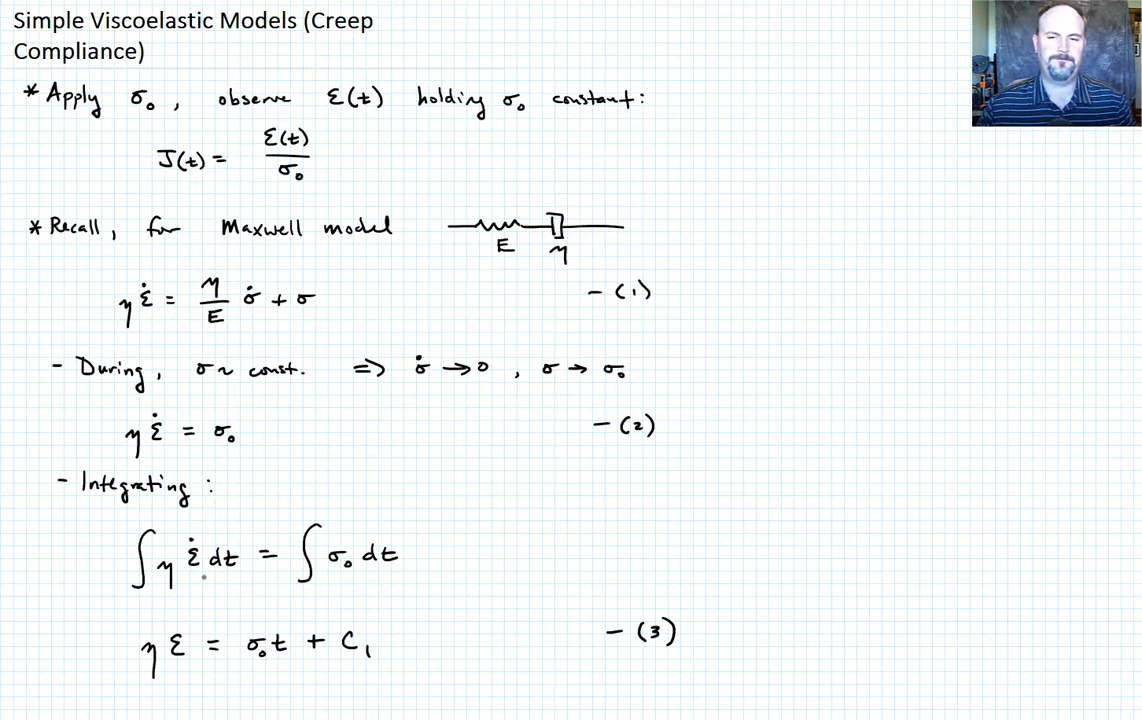 Simple Viscoelastic Models (Creep
Compliance)
* Apply σ₀, observe ε(t) holding σ₀ constant:
J(t) = ε(t)/σ₀
* Recall, for Maxwell model
E η
η ε̇ = η/E σ̇ + σ - (1)
- During, σ ~ const. => σ̇ → 0, σ → σ₀
η ε̇ = σ₀ - (2)
- Integrating:
∫ η ε̇ dt = ∫ σ₀ dt
η ε = σ₀t + C₁ - (3)